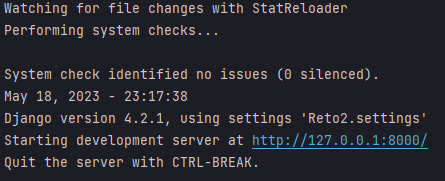 Watching for file changes with StatReloader
Performing system checks...
System check identified no issues (0 silenced).
May 18, 2023 - 23:17:38
Django version 4.2.1, using settings 'Reto2.settings'
Starting development server at http://127.0.0.1:8000/
Quit the server with CTRL-BREAK.